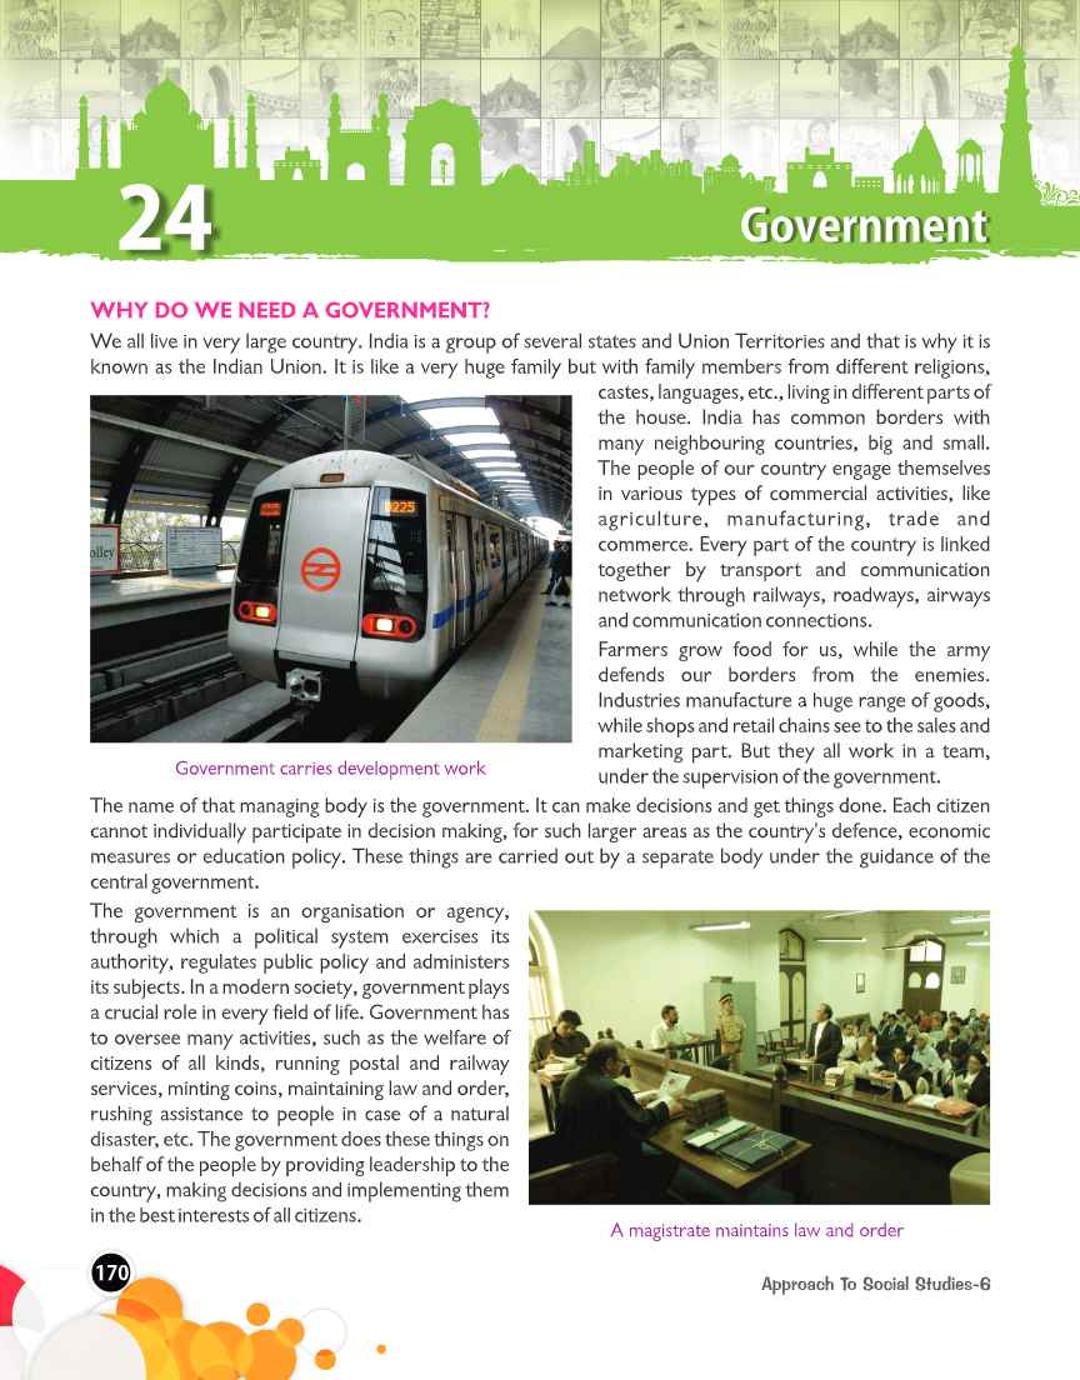 24
Government
WHY DO WE NEED A GOVERNMENT?
We all live in very large country. India is a group of several states and Union Territories and that is why it is
known as the Indian Union. It is like a very huge family but with family members from different religions,
castes, languages, etc., living in different parts of
the house. India has common borders with
many neighbouring countries, big and small.
The people of our country engage themselves
in various types of commercial activities, like
agriculture, manufacturing, trade and
commerce. Every part of the country is linked
together by transport and communication
network through railways, roadways, airways
and communication connections.
Farmers grow food for us, while the army
defends our borders from the enemies.
Industries manufacture a huge range of goods,
while shops and retail chains see to the sales and
marketing part. But they all work in a team,
under the supervision of the government.
olley
Government carries development work
The name of that managing body is the government. It can make decisions and get things done. Each citizen
cannot individually participate in decision making, for such larger areas as the country's defence, economic
measures or education policy. These things are carried out by a separate body under the guidance of the
central government.
The government is an organisation or agency,
through which a political system exercises its
authority, regulates public policy and administers
its subjects. In a modern society, government plays
a crucial role in every field of life. Government has
to oversee many activities, such as the welfare of
citizens of all kinds, running postal and railway
services, minting coins, maintaining law and order,
rushing assistance to people in case of a natural
disaster, etc. The government does these things on
behalf of the people by providing leadership to the
country, making decisions and implementing them
in the best interests of all citizens.
A magistrate maintains law and order
170
Approach To Social Studies-6